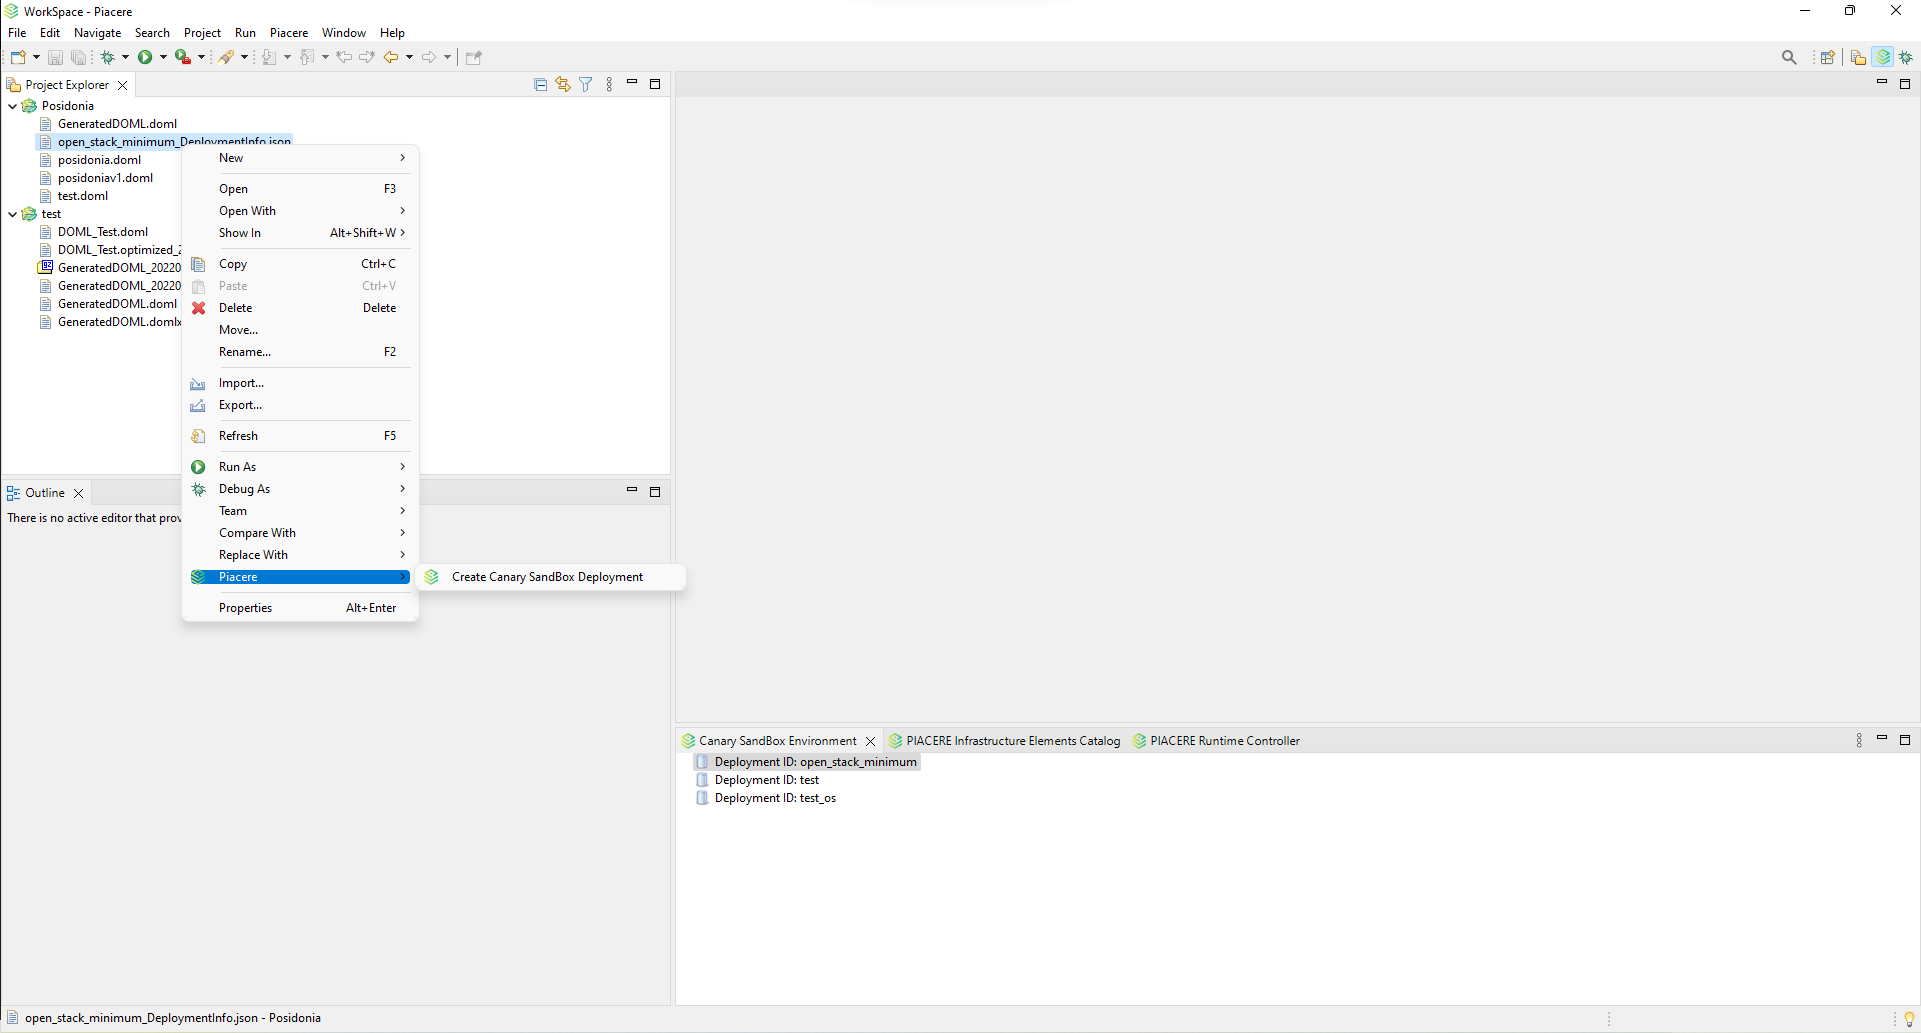 WorkSpace - Piacere
File Edit Navigate Search Project Run Piacere Window Help
Project Explorer
Posidonia
GeneratedDOML.doml
open_stack_minimum_DeploymentInfo.json
posidonia.doml
posidoniav1.doml
test.doml
test
DOML_Test.doml
DOML_Test.optimized_2
GeneratedDOML_20220
GeneratedDOML_20220
GeneratedDOML.doml
GeneratedDOML.domlx
New
Open F3
Open With
Show In Alt+Shift+W
Copy Ctrl+C
Paste Ctrl+V
Delete Delete
Move...
Rename... F2
Import...
Export...
Refresh F5
Run As
Debug As
Team
Compare With
Replace With
Piacere
Properties Alt+Enter
Create Canary SandBox Deployment
Outline
There is no active editor that prov
Canary SandBox Environment PIACERE Infrastructure Elements Catalog PIACERE Runtime Controller
Deployment ID: open_stack_minimum
Deployment ID: test
Deployment ID: test_os
open_stack_minimum_DeploymentInfo.json - Posidonia